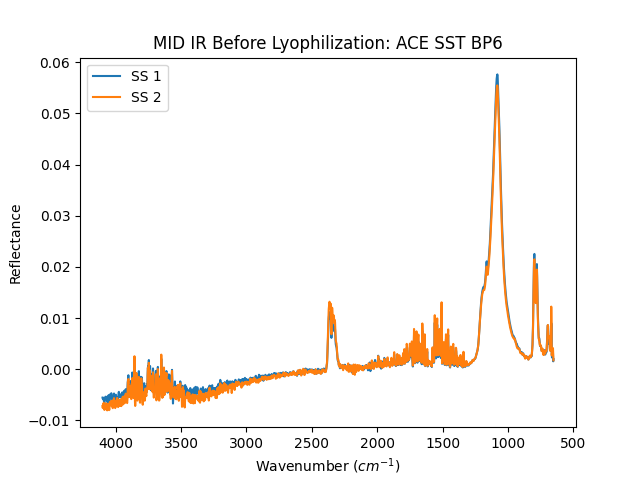 MID IR Before Lyophilization: ACE SST BP6
SS 1
SS 2
0.06
0.05
0.04
0.03
0.02
0.01
0.00
−0.01
Reflectance
4000 3500 3000 2500 2000 1500 1000 500
Wavenumber (cm⁻¹)